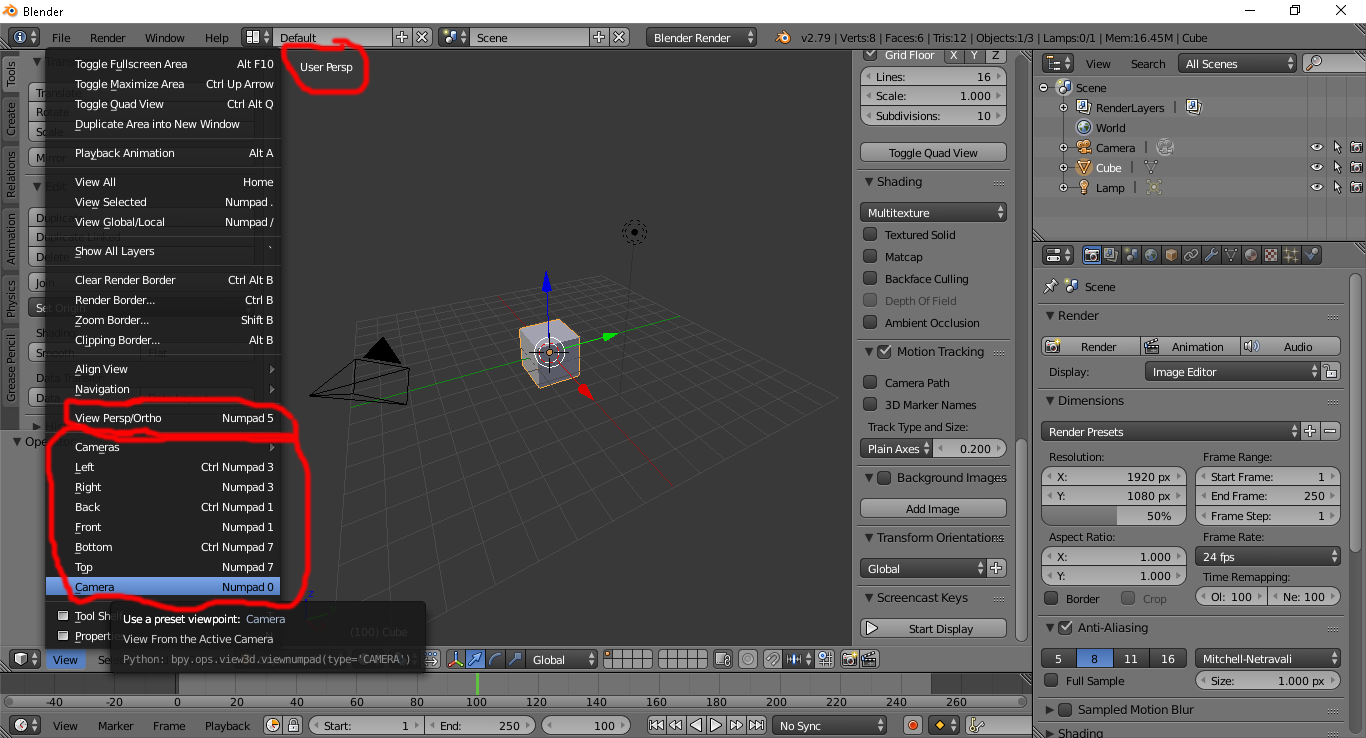 Blender
File Render Window Help Default Scene Blender Render v2.79 | Verts:8 | Faces:6 | Tris:12 | Objects:1/3 | Lamps:0/1 | Mem:16.45M | Cube
Tools
Create
Relations
Animation
Physics
Grease Pencil
Toggle Fullscreen Area Alt F10
Toggle Maximize Area Ctrl Up Arrow
Toggle Quad View Ctrl Alt Q
Duplicate Area into New Window
Playback Animation Alt A
View All Home
View Selected Numpad .
View Global/Local Numpad /
Show All Layers `
Clear Render Border Ctrl Alt B
Render Border... Ctrl B
Zoom Border... Shift B
Clipping Border... Alt B
Align View
Navigation
View Persp/Ortho Numpad 5
Cameras
Left Ctrl Numpad 3
Right Numpad 3
Back Ctrl Numpad 1
Front Numpad 1
Bottom Ctrl Numpad 7
Top Numpad 7
Camera Numpad 0
Tool She
Properti
Use a preset viewpoint: Camera
View From the Active Camera
Python: bpy.ops.view3d.viewnumpad(type='CAMERA')
(100) Cube
User Persp
z
View Global
Grid Floor X Y Z
Lines: 16
Scale: 1.000
Subdivisions: 10
Toggle Quad View
Shading
Multitexture
Textured Solid
Matcap
Backface Culling
Depth Of Field
Ambient Occlusion
Motion Tracking
Camera Path
3D Marker Names
Track Type and Size:
Plain Axes 0.200
Background Images
Add Image
Transform Orientations
Global
Screencast Keys
Start Display
View Search All Scenes
Scene
RenderLayers
World
Camera
Cube
Lamp
Scene
Render
Render Animation Audio
Display: Image Editor
Dimensions
Render Presets
Resolution: Frame Range:
X: 1920 px Start Frame: 1
Y: 1080 px End Frame: 250
50% Frame Step: 1
Aspect Ratio: Frame Rate:
X: 1.000 24 fps
Y: 1.000 Time Remapping:
Border Crop Ol: 100 Ne: 100
Anti-Aliasing
5 8 11 16 Mitchell-Netravali
Full Sample Size: 1.000 px
Sampled Motion Blur
Shading
-40 -20 0 20 40 60 80 100 120 140 160 180 200 220 240 260
View Marker Frame Playback Start: 1 End: 250 100 No Sync